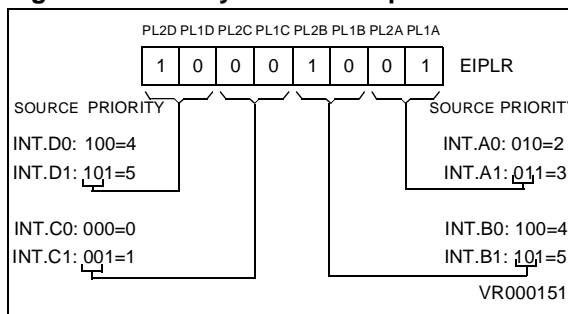 PL2D PL1D PL2C PL1C PL2B PL1B PL2A PL1A
1 0 0 0 1 0 0 1 EIPLR
SOURCE PRIORITY SOURCE PRIORIT
INT.D0: 100=4 INT.A0: 010=2
INT.D1: 101=5 INT.A1: 011=3
INT.C0: 000=0 INT.B0: 100=4
INT.C1: 001=1 INT.B1: 101=5
VR000151